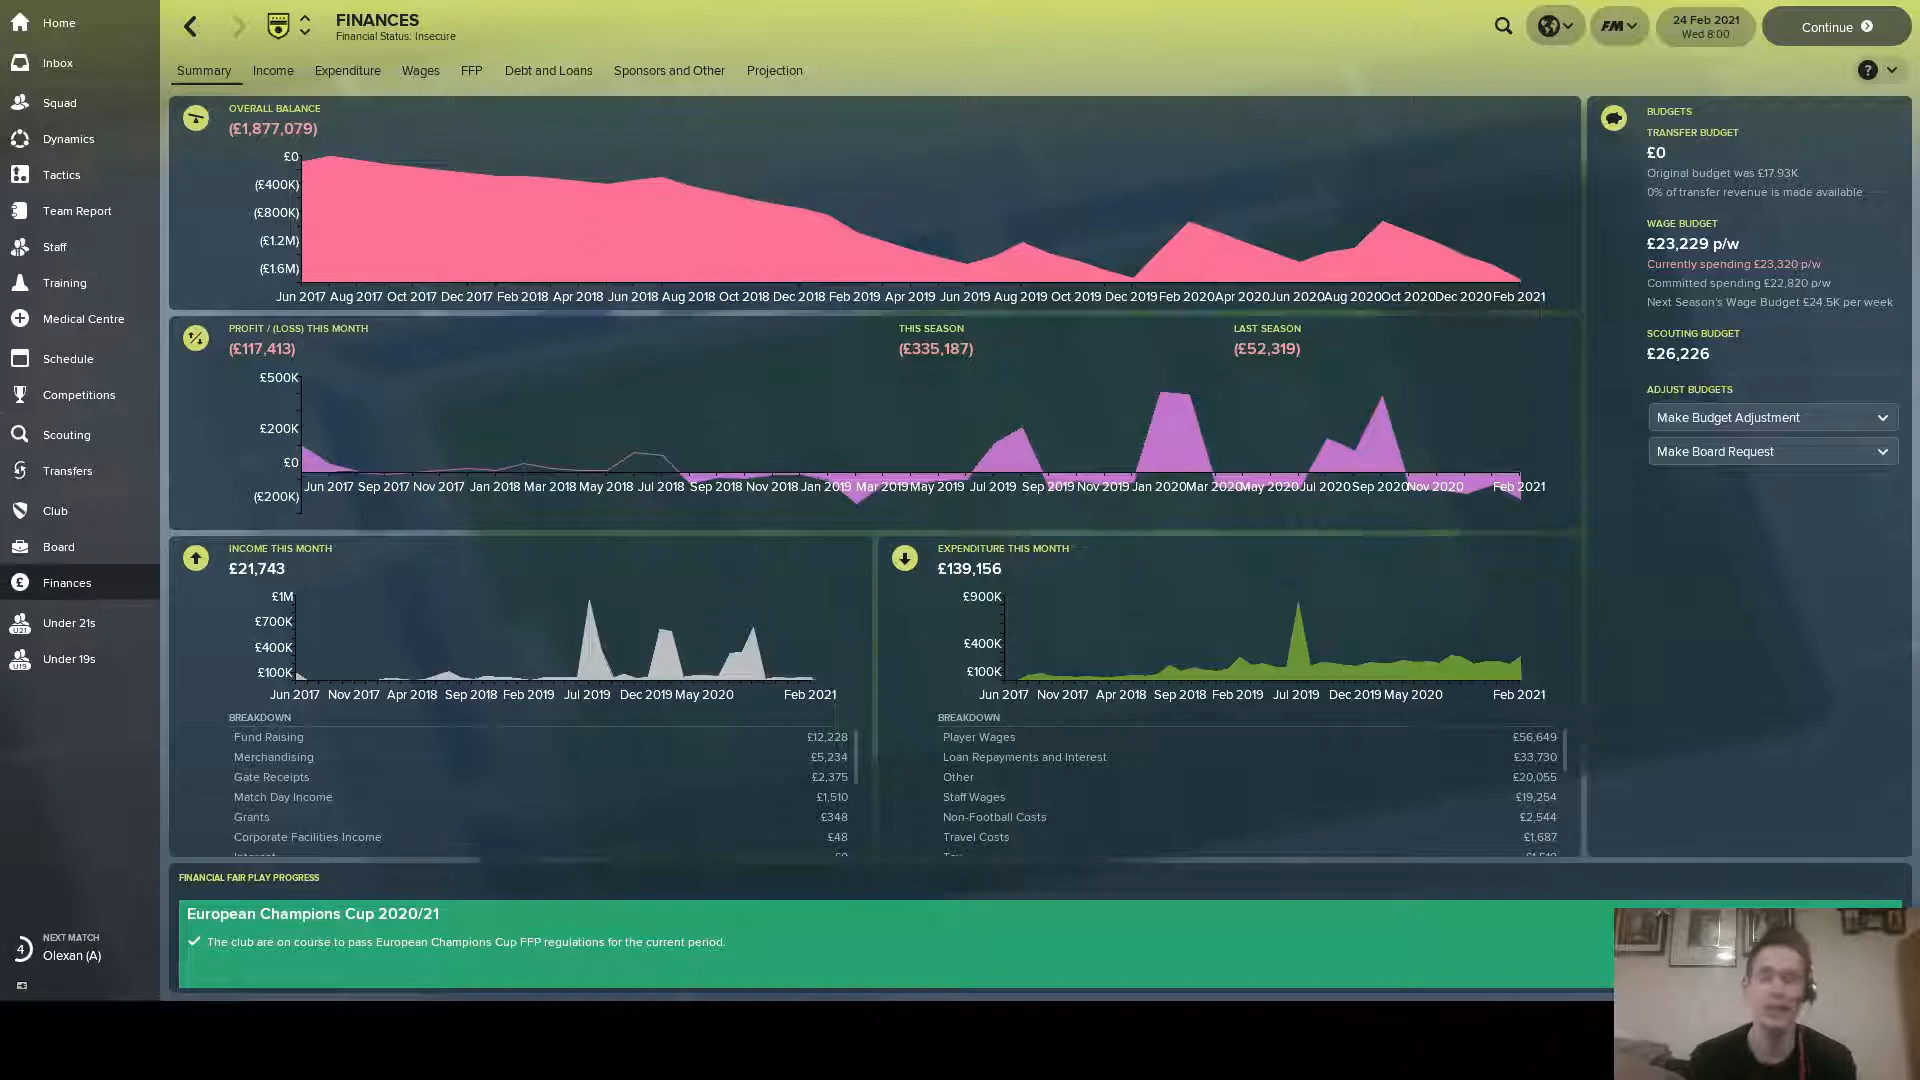 Home
Inbox
Squad
Dynamics
Tactics
Team Report
Staff
Training
Medical Centre
Schedule
Competitions
Scouting
Transfers
Club
Board
Finances
U21
Under 21s
U19
Under 19s
4
NEXT MATCH
Olexan (A)
FINANCES
Financial Status: Insecure
FM
24 Feb 2021
Wed 8:00
Continue
Summary Income Expenditure Wages FFP Debt and Loans Sponsors and Other Projection
OVERALL BALANCE
(£1,877,079)
£0
(£400K)
(£800K)
(£1.2M)
(£1.6M)
Jun 2017 Aug 2017 Oct 2017 Dec 2017 Feb 2018 Apr 2018 Jun 2018 Aug 2018 Oct 2018 Dec 2018 Feb 2019 Apr 2019 Jun 2019 Aug 2019 Oct 2019 Dec 2019 Feb 2020 Apr 2020 Jun 2020 Aug 2020 Oct 2020 Dec 2020 Feb 2021
PROFIT / (LOSS) THIS MONTH
(£117,413)
THIS SEASON
(£335,187)
LAST SEASON
(£52,319)
£500K
£200K
£0
(£200K)
Jun 2017 Sep 2017 Nov 2017 Jan 2018 Mar 2018 May 2018 Jul 2018 Sep 2018 Nov 2018 Jan 2019 Mar 2019 May 2019 Jul 2019 Sep 2019 Nov 2019 Jan 2020 Mar 2020 May 2020 Jul 2020 Sep 2020 Nov 2020 Feb 2021
INCOME THIS MONTH
£21,743
£1M
£700K
£400K
£100K
Jun 2017 Nov 2017 Apr 2018 Sep 2018 Feb 2019 Jul 2019 Dec 2019 May 2020 Feb 2021
BREAKDOWN
Fund Raising £12,228
Merchandising £5,234
Gate Receipts £2,375
Match Day Income £1,510
Grants £348
Corporate Facilities Income £48
Interest £0
EXPENDITURE THIS MONTH
£139,156
£900K
£400K
£100K
Jun 2017 Nov 2017 Apr 2018 Sep 2018 Feb 2019 Jul 2019 Dec 2019 May 2020 Feb 2021
BREAKDOWN
Player Wages £56,649
Loan Repayments and Interest £33,730
Other £20,055
Staff Wages £19,254
Non-Football Costs £2,544
Travel Costs £1,687
BUDGETS
TRANSFER BUDGET
£0
Original budget was £17.93K
0% of transfer revenue is made available
WAGE BUDGET
£23,229 p/w
Currently spending £23,320 p/w
Committed spending £22,820 p/w
Next Season's Wage Budget £24.5K per week
SCOUTING BUDGET
£26,226
ADJUST BUDGETS
Make Budget Adjustment
Make Board Request
FINANCIAL FAIR PLAY PROGRESS
European Champions Cup 2020/21
The club are on course to pass European Champions Cup FFP regulations for the current period.